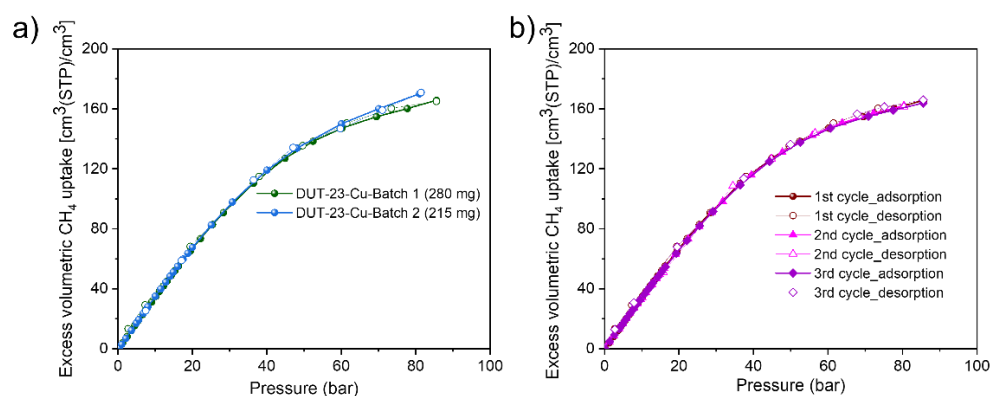 a)
Excess volumetric CH₄ uptake [cm³(STP)/cm³]
200
160
120
80
40
0
0 20 40 60 80 100
Pressure (bar)
DUT-23-Cu-Batch 1 (280 mg)
DUT-23-Cu-Batch 2 (215 mg)
b)
Excess volumetric CH₄ uptake [cm³(STP)/cm³]
200
160
120
80
40
0
0 20 40 60 80 100
Pressure (bar)
1st cycle_adsorption
1st cycle_desorption
2nd cycle_adsorption
2nd cycle_desorption
3rd cycle_adsorption
3rd cycle_desorption